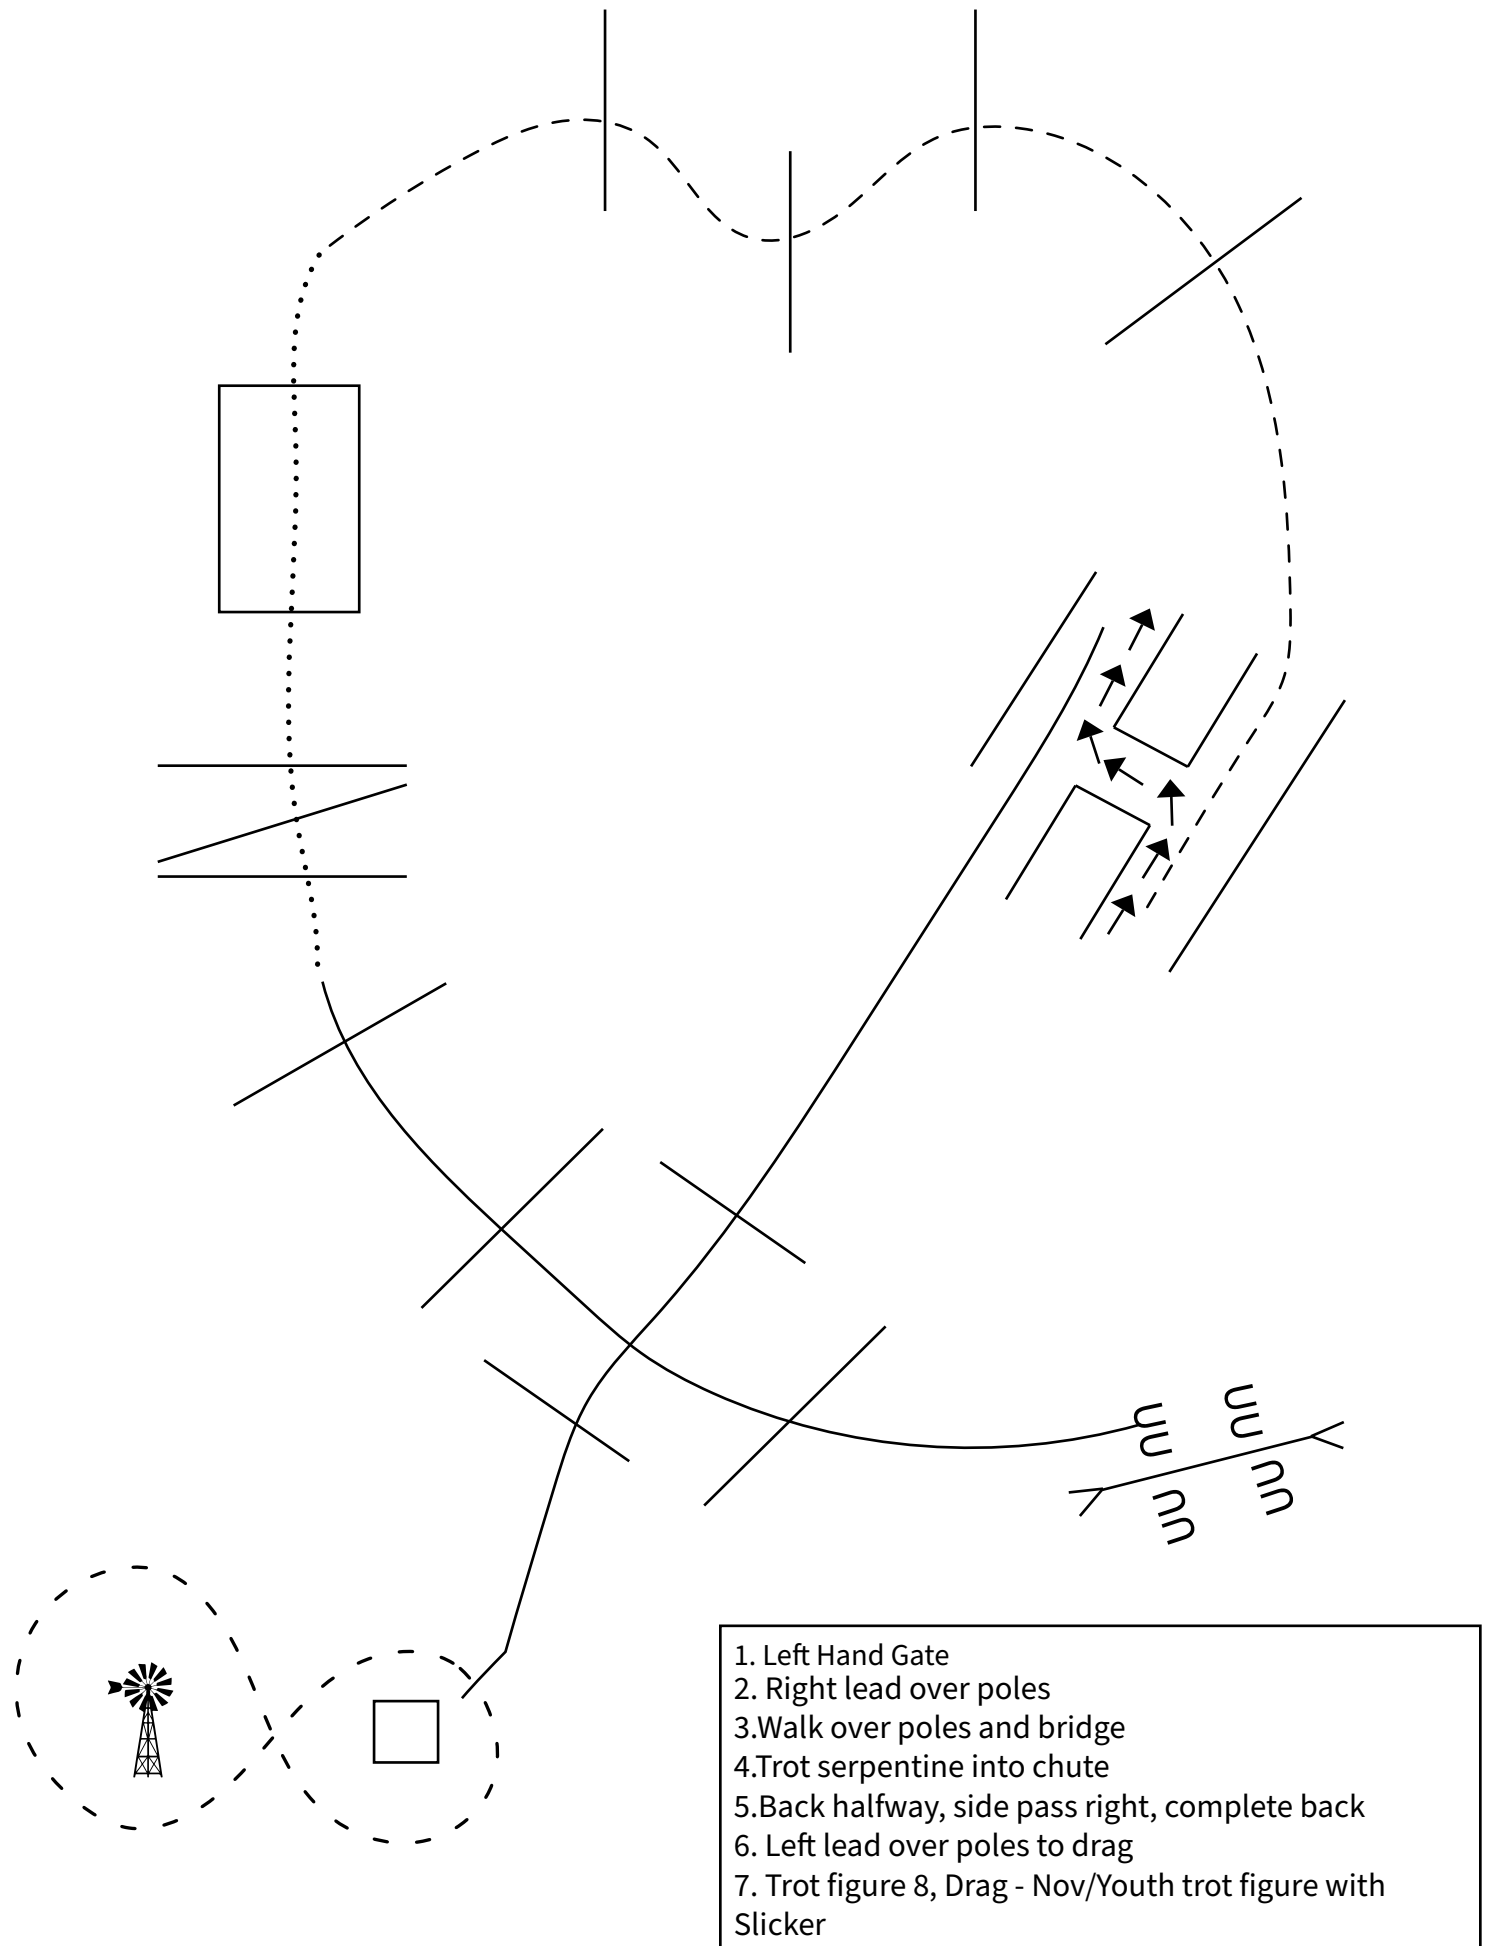 1. Left Hand Gate
2. Right lead over poles
3.Walk over poles and bridge
4.Trot serpentine into chute
5.Back halfway, side pass right, complete back
6. Left lead over poles to drag
7. Trot figure 8, Drag - Nov/Youth trot figure with
Slicker